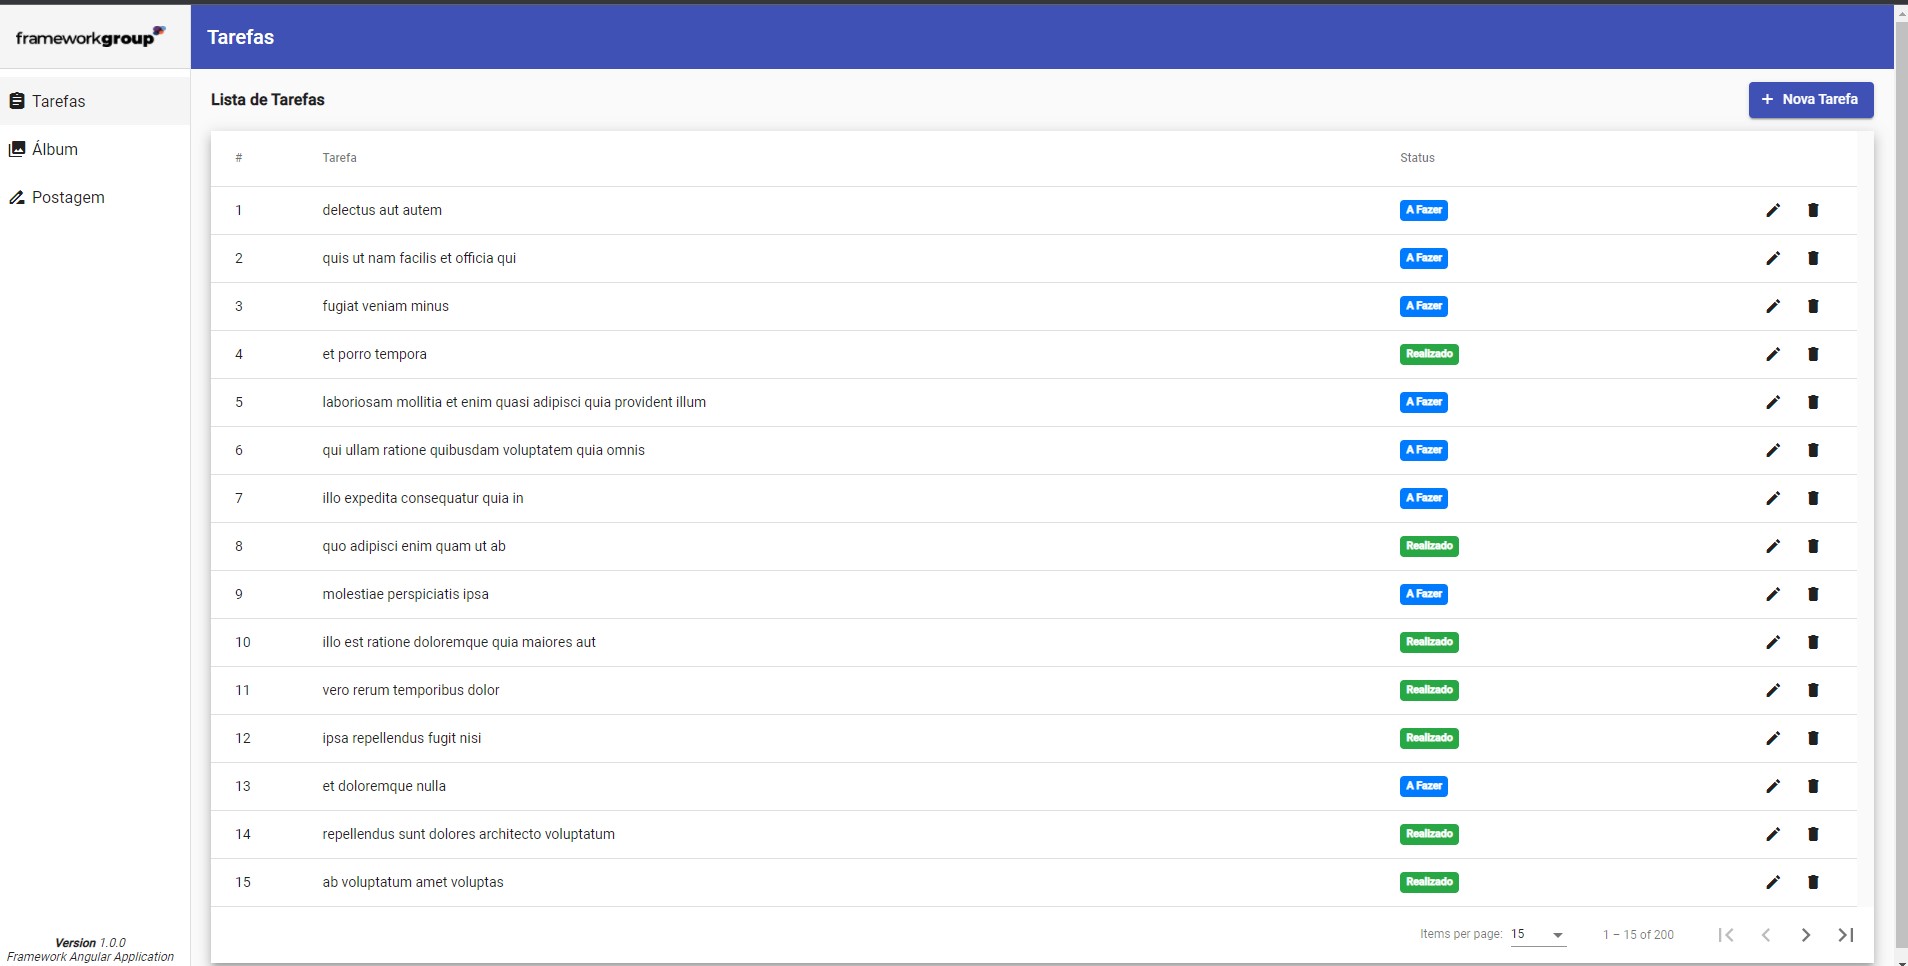 frameworkgroup
Tarefas
Tarefas
Álbum
Postagem
Lista de Tarefas
+ Nova Tarefa
# Tarefa Status
1 delectus aut autem A Fazer
2 quis ut nam facilis et officia qui A Fazer
3 fugiat veniam minus A Fazer
4 et porro tempora Realizado
5 laboriosam mollitia et enim quasi adipisci quia provident illum A Fazer
6 qui ullam ratione quibusdam voluptatem quia omnis A Fazer
7 illo expedita consequatur quia in A Fazer
8 quo adipisci enim quam ut ab Realizado
9 molestiae perspiciatis ipsa A Fazer
10 illo est ratione doloremque quia maiores aut Realizado
11 vero rerum temporibus dolor Realizado
12 ipsa repellendus fugit nisi Realizado
13 et doloremque nulla A Fazer
14 repellendus sunt dolores architecto voluptatum Realizado
15 ab voluptatum amet voluptas Realizado
Items per page: 15 1 – 15 of 200
Version 1.0.0
Framework Angular Application